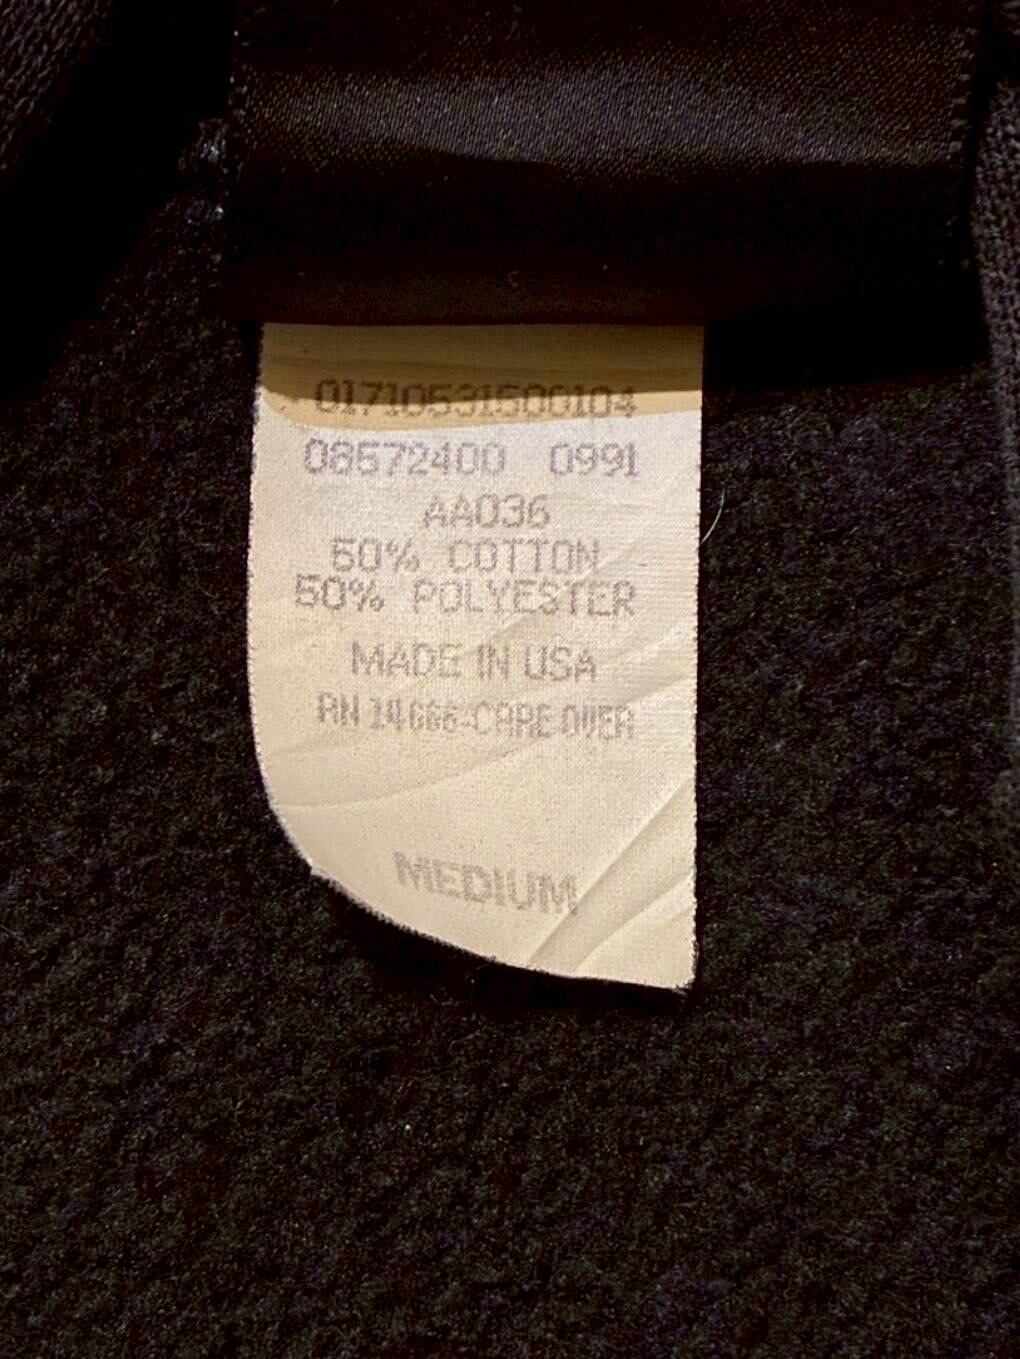 01710531500104
08572400 0991
AA036
50% COTTON
50% POLYESTER
MADE IN USA
RN 14666-CARE OVER
MEDIUM